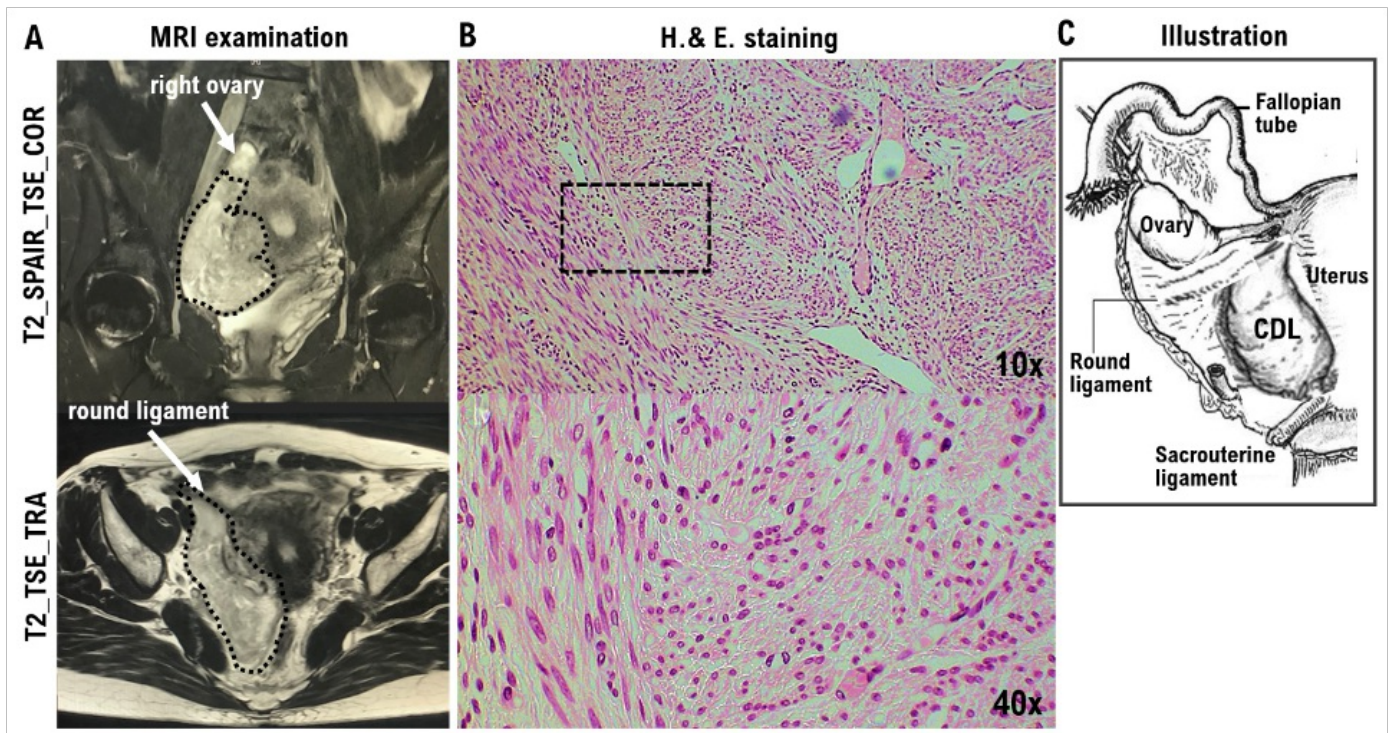 A
MRI examination
B
H.& E. staining
C
Illustration
T2_SPAIR_TSE_COR
right ovary
T2_TSE_TRA
round ligament
10x
40x
Fallopian
tube
Ovary
Uterus
CDL
Round
ligament
Sacrouterine
ligament